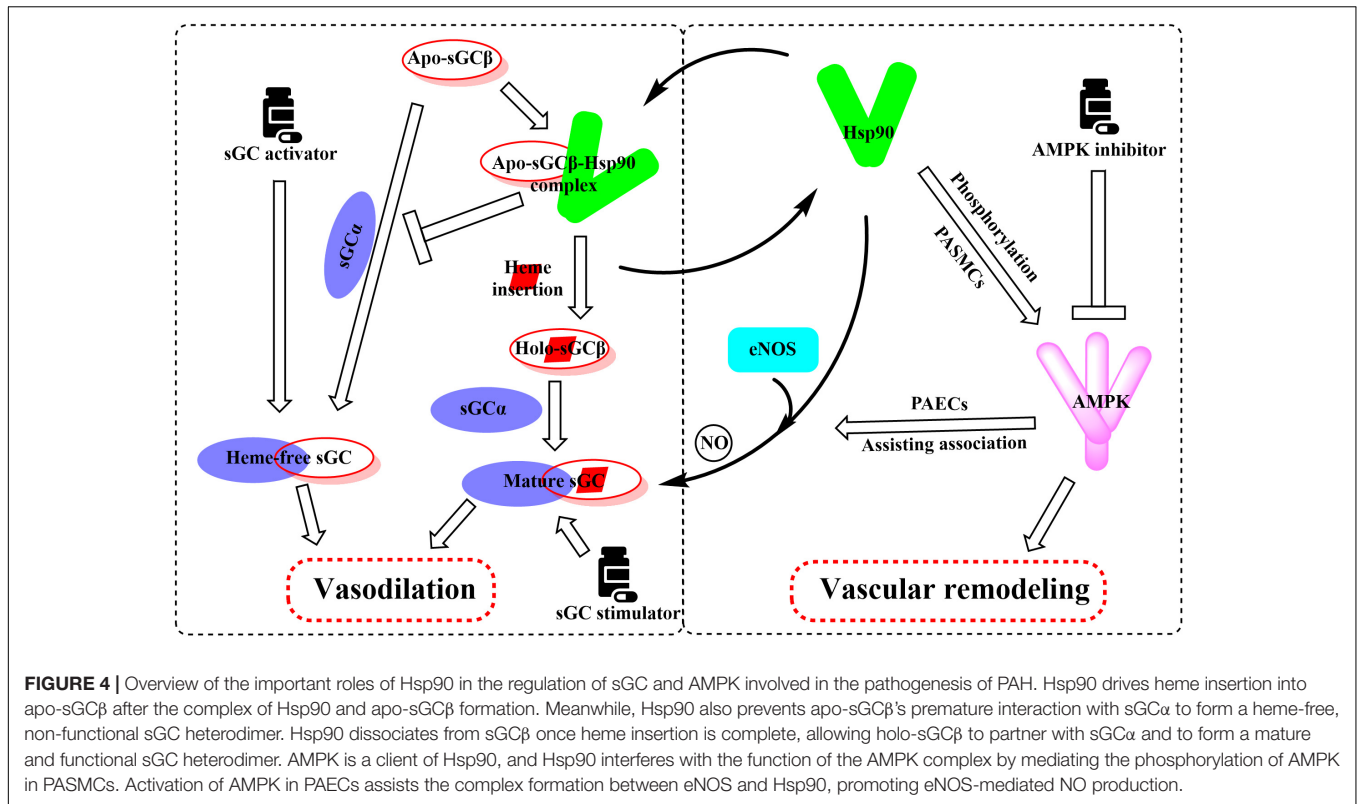 Apo-sGCβ
sGC activator
Apo-sGCβ-Hsp90
complex
sGCα
Heme
insertion
Holo-sGCβ
sGCα
Heme-free sGC
Mature sGC
Vasodilation
sGC stimulator
Hsp90
AMPK inhibitor
Phosphorylation
PASMCs
eNOS
NO
PAECs
Assisting association
AMPK
Vascular remodeling
FIGURE 4 | Overview of the important roles of Hsp90 in the regulation of sGC and AMPK involved in the pathogenesis of PAH. Hsp90 drives heme insertion into
apo-sGCβ after the complex of Hsp90 and apo-sGCβ formation. Meanwhile, Hsp90 also prevents apo-sGCβ's premature interaction with sGCα to form a heme-free,
non-functional sGC heterodimer. Hsp90 dissociates from sGCβ once heme insertion is complete, allowing holo-sGCβ to partner with sGCα and to form a mature
and functional sGC heterodimer. AMPK is a client of Hsp90, and Hsp90 interferes with the function of the AMPK complex by mediating the phosphorylation of AMPK
in PASMCs. Activation of AMPK in PAECs assists the complex formation between eNOS and Hsp90, promoting eNOS-mediated NO production.